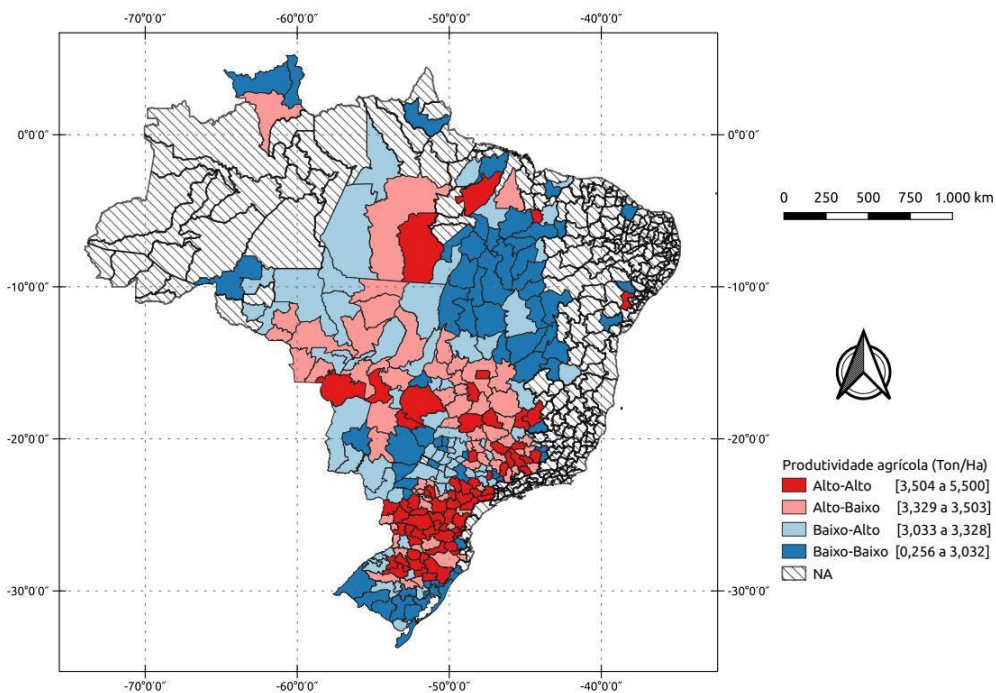 -70°0'0" -60°0'0" -50°0'0" -40°0'0"
0°0'0" 0°0'0"
-10°0'0" -10°0'0"
-20°0'0" -20°0'0"
-30°0'0" -30°0'0"
-70°0'0" -60°0'0" -50°0'0" -40°0'0"
0 250 500 750 1.000 km
Produtividade agrícola (Ton/Ha)
Alto-Alto [3,504 a 5,500]
Alto-Baixo [3,329 a 3,503]
Baixo-Alto [3,033 a 3,328]
Baixo-Baixo [0,256 a 3,032]
NA